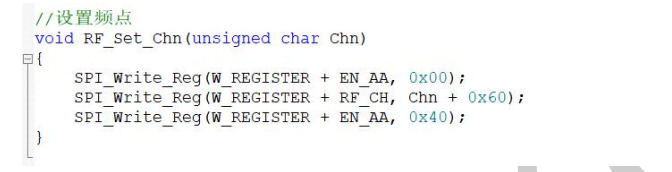 //设置频点
void RF_Set_Chn(unsigned char Chn)
{
    SPI_Write_Reg(W_REGISTER + EN_AA, 0x00);
    SPI_Write_Reg(W_REGISTER + RF_CH, Chn + 0x60);
    SPI_Write_Reg(W_REGISTER + EN_AA, 0x40);
}